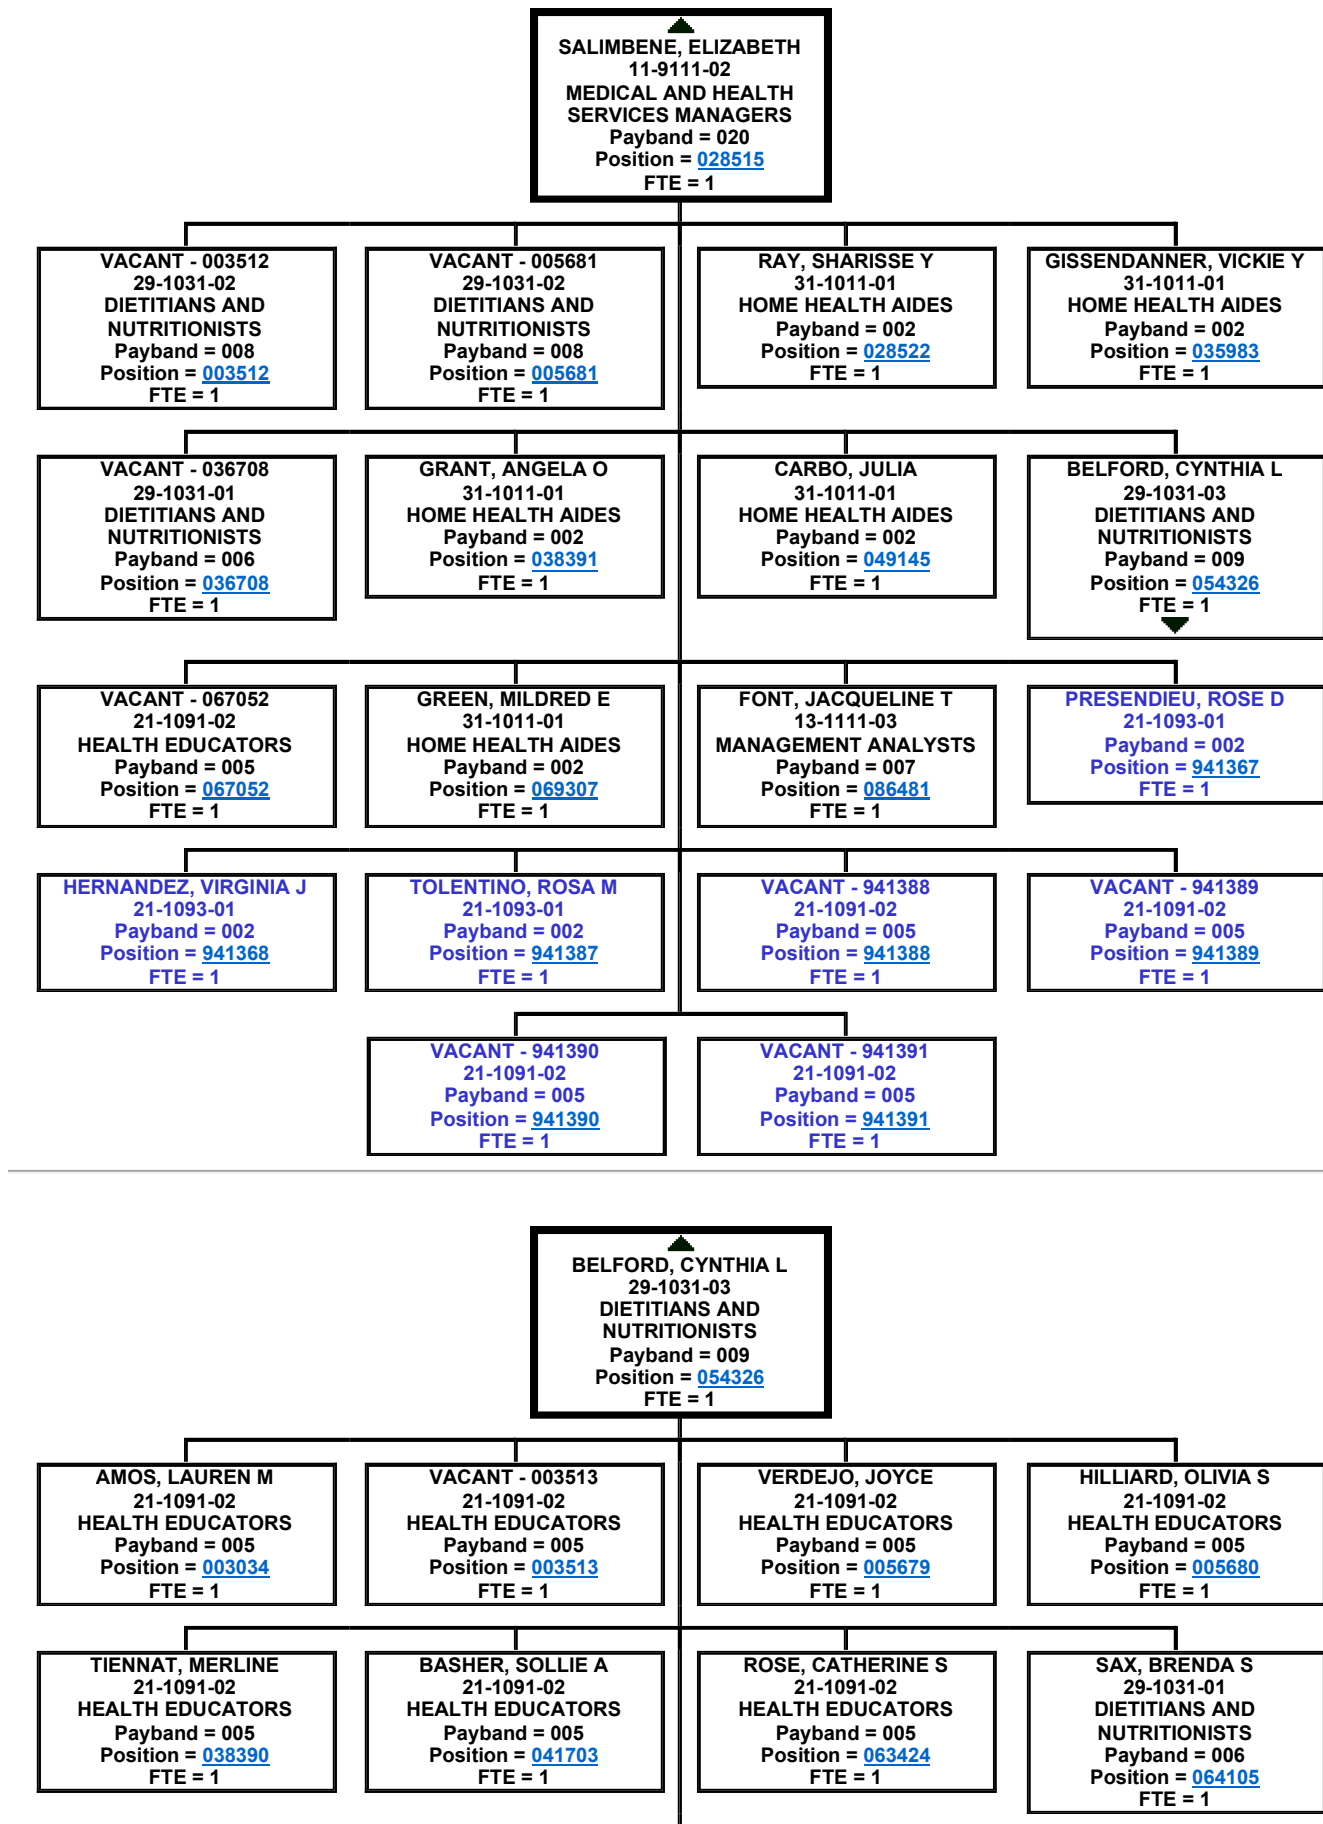 SALIMBENE, ELIZABETH
11-9111-02
MEDICAL AND HEALTH
SERVICES MANAGERS
Payband = 020
Position = 028515
FTE = 1
VACANT - 003512
29-1031-02
DIETITIANS AND
NUTRITIONISTS
Payband = 008
Position = 003512
FTE = 1
VACANT - 005681
29-1031-02
DIETITIANS AND
NUTRITIONISTS
Payband = 008
Position = 005681
FTE = 1
RAY, SHARISSE Y
31-1011-01
HOME HEALTH AIDES
Payband = 002
Position = 028522
FTE = 1
GISSENDANNER, VICKIE Y
31-1011-01
HOME HEALTH AIDES
Payband = 002
Position = 035983
FTE = 1
VACANT - 036708
29-1031-01
DIETITIANS AND
NUTRITIONISTS
Payband = 006
Position = 036708
FTE = 1
GRANT, ANGELA O
31-1011-01
HOME HEALTH AIDES
Payband = 002
Position = 038391
FTE = 1
CARBO, JULIA
31-1011-01
HOME HEALTH AIDES
Payband = 002
Position = 049145
FTE = 1
BELFORD, CYNTHIA L
29-1031-03
DIETITIANS AND
NUTRITIONISTS
Payband = 009
Position = 054326
FTE = 1
VACANT - 067052
21-1091-02
HEALTH EDUCATORS
Payband = 005
Position = 067052
FTE = 1
GREEN, MILDRED E
31-1011-01
HOME HEALTH AIDES
Payband = 002
Position = 069307
FTE = 1
FONT, JACQUELINE T
13-1111-03
MANAGEMENT ANALYSTS
Payband = 007
Position = 086481
FTE = 1
PRESENDIEU, ROSE D
21-1093-01
Payband = 002
Position = 941367
FTE = 1
HERNANDEZ, VIRGINIA J
21-1093-01
Payband = 002
Position = 941368
FTE = 1
TOLENTINO, ROSA M
21-1093-01
Payband = 002
Position = 941387
FTE = 1
VACANT - 941388
21-1091-02
Payband = 005
Position = 941388
FTE = 1
VACANT - 941389
21-1091-02
Payband = 005
Position = 941389
FTE = 1
VACANT - 941390
21-1091-02
Payband = 005
Position = 941390
FTE = 1
VACANT - 941391
21-1091-02
Payband = 005
Position = 941391
FTE = 1
BELFORD, CYNTHIA L
29-1031-03
DIETITIANS AND
NUTRITIONISTS
Payband = 009
Position = 054326
FTE = 1
AMOS, LAUREN M
21-1091-02
HEALTH EDUCATORS
Payband = 005
Position = 003034
FTE = 1
VACANT - 003513
21-1091-02
HEALTH EDUCATORS
Payband = 005
Position = 003513
FTE = 1
VERDEJO, JOYCE
21-1091-02
HEALTH EDUCATORS
Payband = 005
Position = 005679
FTE = 1
HILLIARD, OLIVIA S
21-1091-02
HEALTH EDUCATORS
Payband = 005
Position = 005680
FTE = 1
TIENNAT, MERLINE
21-1091-02
HEALTH EDUCATORS
Payband = 005
Position = 038390
FTE = 1
BASHER, SOLLIE A
21-1091-02
HEALTH EDUCATORS
Payband = 005
Position = 041703
FTE = 1
ROSE, CATHERINE S
21-1091-02
HEALTH EDUCATORS
Payband = 005
Position = 063424
FTE = 1
SAX, BRENDA S
29-1031-01
DIETITIANS AND
NUTRITIONISTS
Payband = 006
Position = 064105
FTE = 1